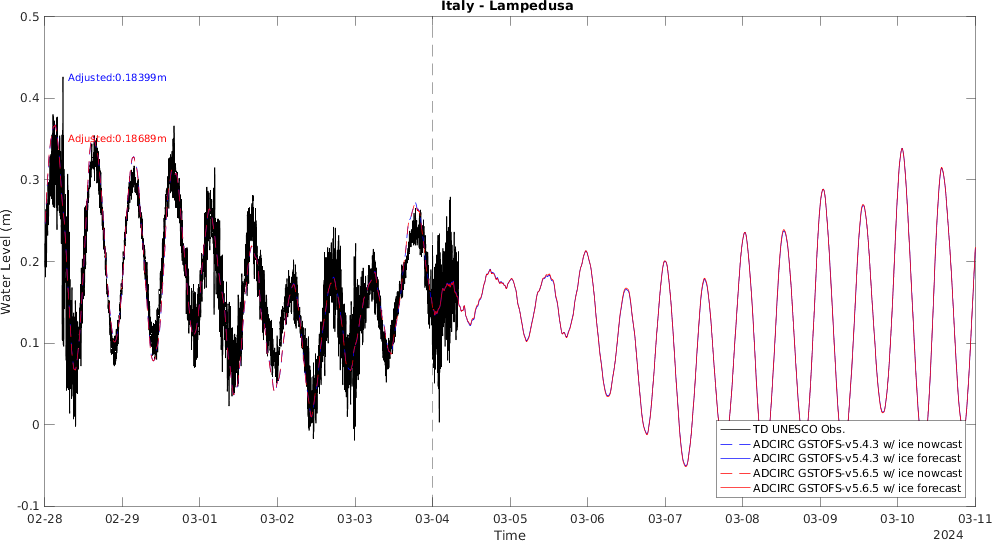 Italy - Lampedusa
Adjusted:0.18399m
Adjusted:0.18689m
Water Level (m)
0.5
0.4
0.3
0.2
0.1
0
-0.1
TD UNESCO Obs.
ADCIRC GSTOFS-v5.4.3 w/ ice nowcast
ADCIRC GSTOFS-v5.4.3 w/ ice forecast
ADCIRC GSTOFS-v5.6.5 w/ ice nowcast
ADCIRC GSTOFS-v5.6.5 w/ ice forecast
02-28 02-29 03-01 03-02 03-03 03-04 03-05 03-06 03-07 03-08 03-09 03-10 03-11
Time
2024